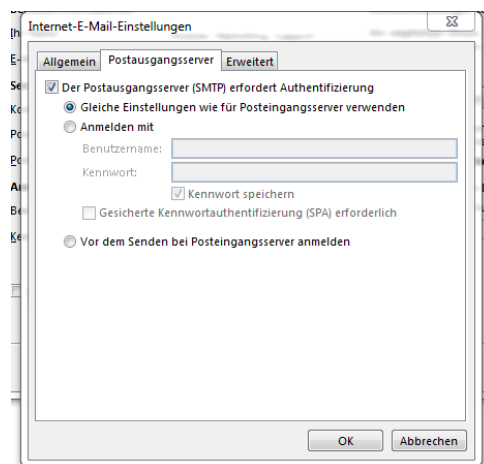 Internet-E-Mail-Einstellungen
Allgemein Postausgangsserver Erweitert
Der Postausgangsserver (SMTP) erfordert Authentifizierung
Gleiche Einstellungen wie für Posteingangsserver verwenden
Anmelden mit
Benutzername:
Kennwort:
Kennwort speichern
Gesicherte Kennwortauthentifizierung (SPA) erforderlich
Vor dem Senden bei Posteingangsserver anmelden
OK Abbrechen